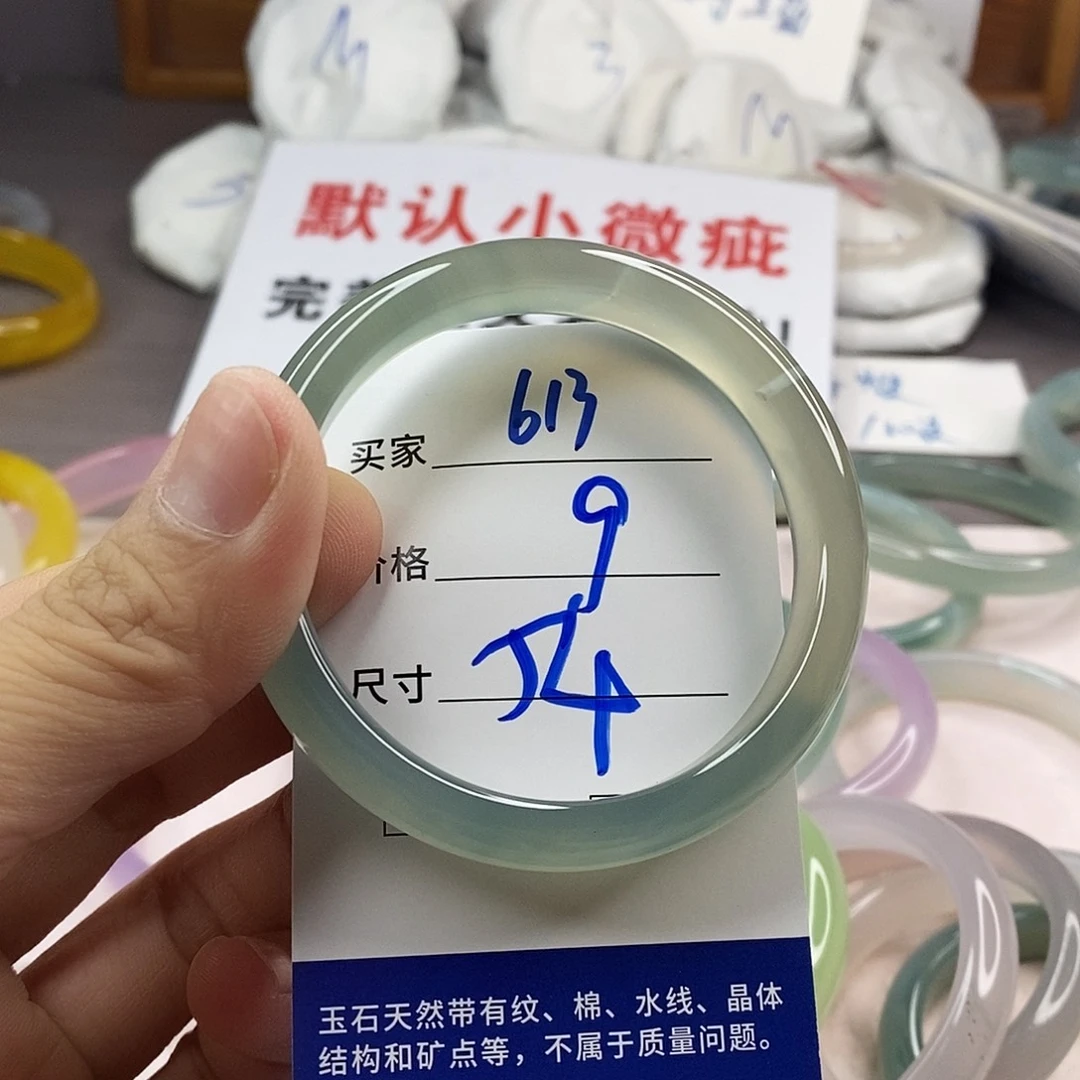 默认小微疵
完
买家 613
价格 9
尺寸 54
玉石天然带有纹、棉、水线、晶体
结构和矿点等，不属于质量问题。